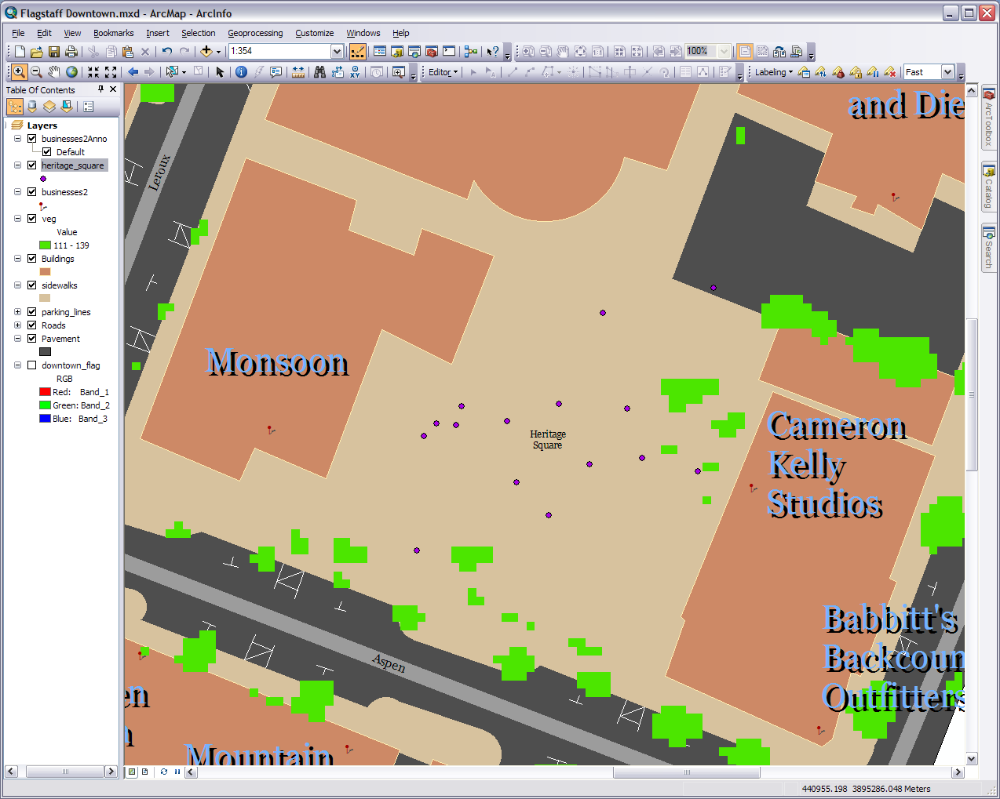 Flagstaff Downtown.mxd - ArcMap - ArcInfo
File Edit View Bookmarks Insert Selection Geoprocessing Customize Windows Help
1:354
100%
Editor
Labeling
Fast
Table Of Contents
Layers
businesses2Anno
Default
heritage_square
businesses2
veg
Value
111 - 139
Buildings
sidewalks
parking_lines
Roads
Pavement
downtown_flag
RGB
Red: Band_1
Green: Band_2
Blue: Band_3
and Die
Leroux
Monsoon
Heritage
Square
Cameron
Kelly
Studios
Babbitt's
Backcoun
Outfitters
Aspen
en
Mountain
ArcToolbox
Catalog
Search
440955.198 3895286.048 Meters